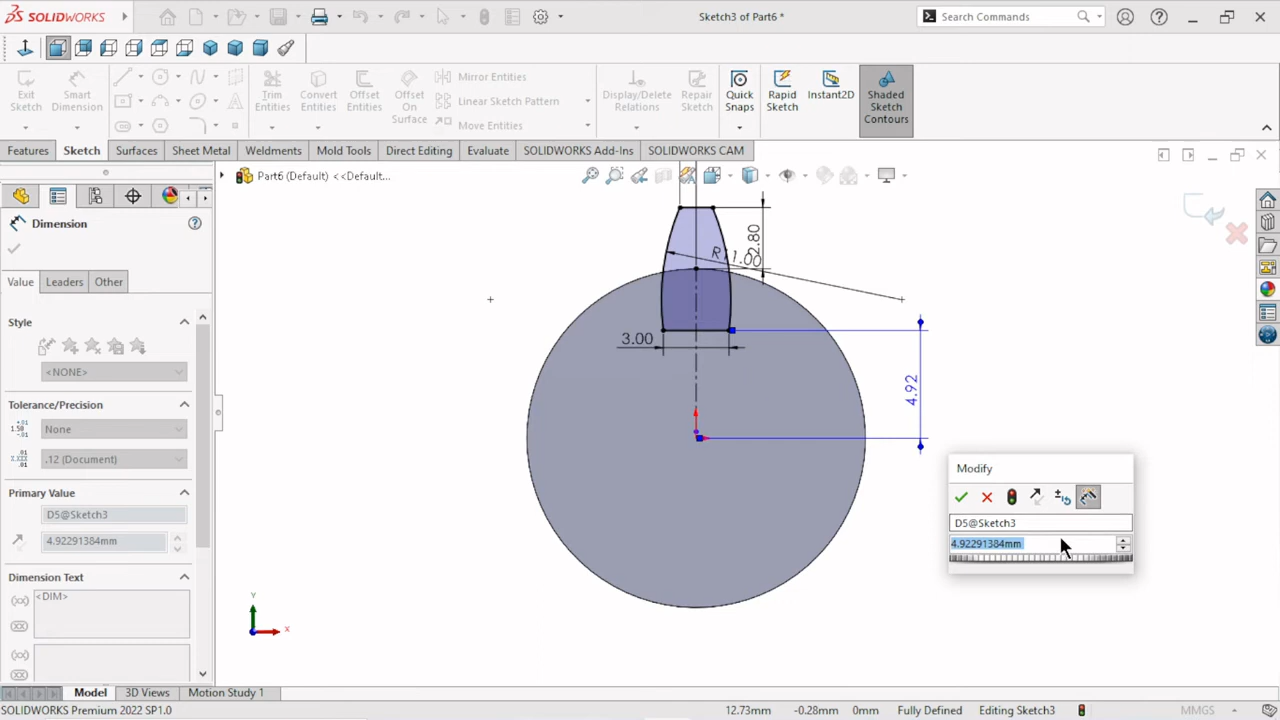 SOLIDWORKS
Sketch3 of Part6 *
Search Commands
Exit Sketch
Smart Dimension
Trim Entities
Convert Entities
Offset Entities
Offset On Surface
Mirror Entities
Linear Sketch Pattern
Move Entities
Display/Delete Relations
Repair Sketch
Quick Snaps
Rapid Sketch
Instant2D
Shaded Sketch Contours
Features
Sketch
Surfaces
Sheet Metal
Weldments
Mold Tools
Direct Editing
Evaluate
SOLIDWORKS Add-Ins
SOLIDWORKS CAM
Part6 (Default) <<Default...
Dimension
Value
Leaders
Other
Style
<NONE>
Tolerance/Precision
None
.12 (Document)
Primary Value
D5@Sketch3
4.92291384mm
Dimension Text
<DIM>
2.80
R11.00
3.00
4.92
Modify
D5@Sketch3
4.92291384mm
Y
X
Model
3D Views
Motion Study 1
SOLIDWORKS Premium 2022 SP1.0
12.73mm
-0.28mm
0mm
Fully Defined
Editing Sketch3
MMGS